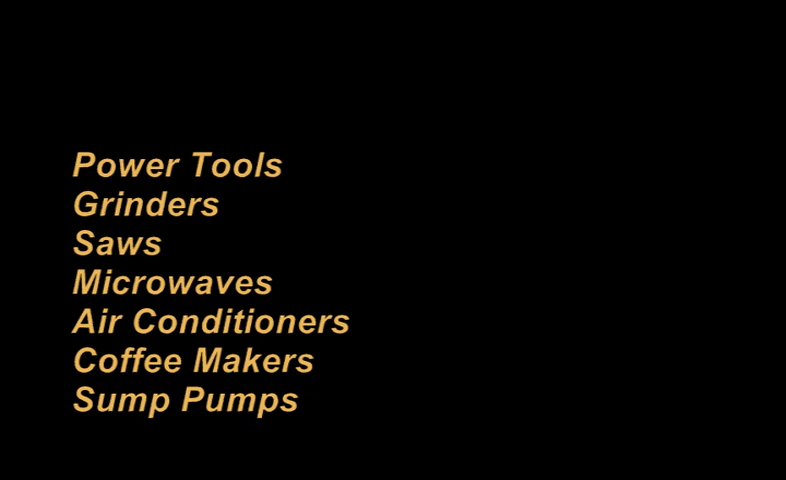 Power Tools
Grinders
Saws
Microwaves
Air Conditioners
Coffee Makers
Sump Pumps